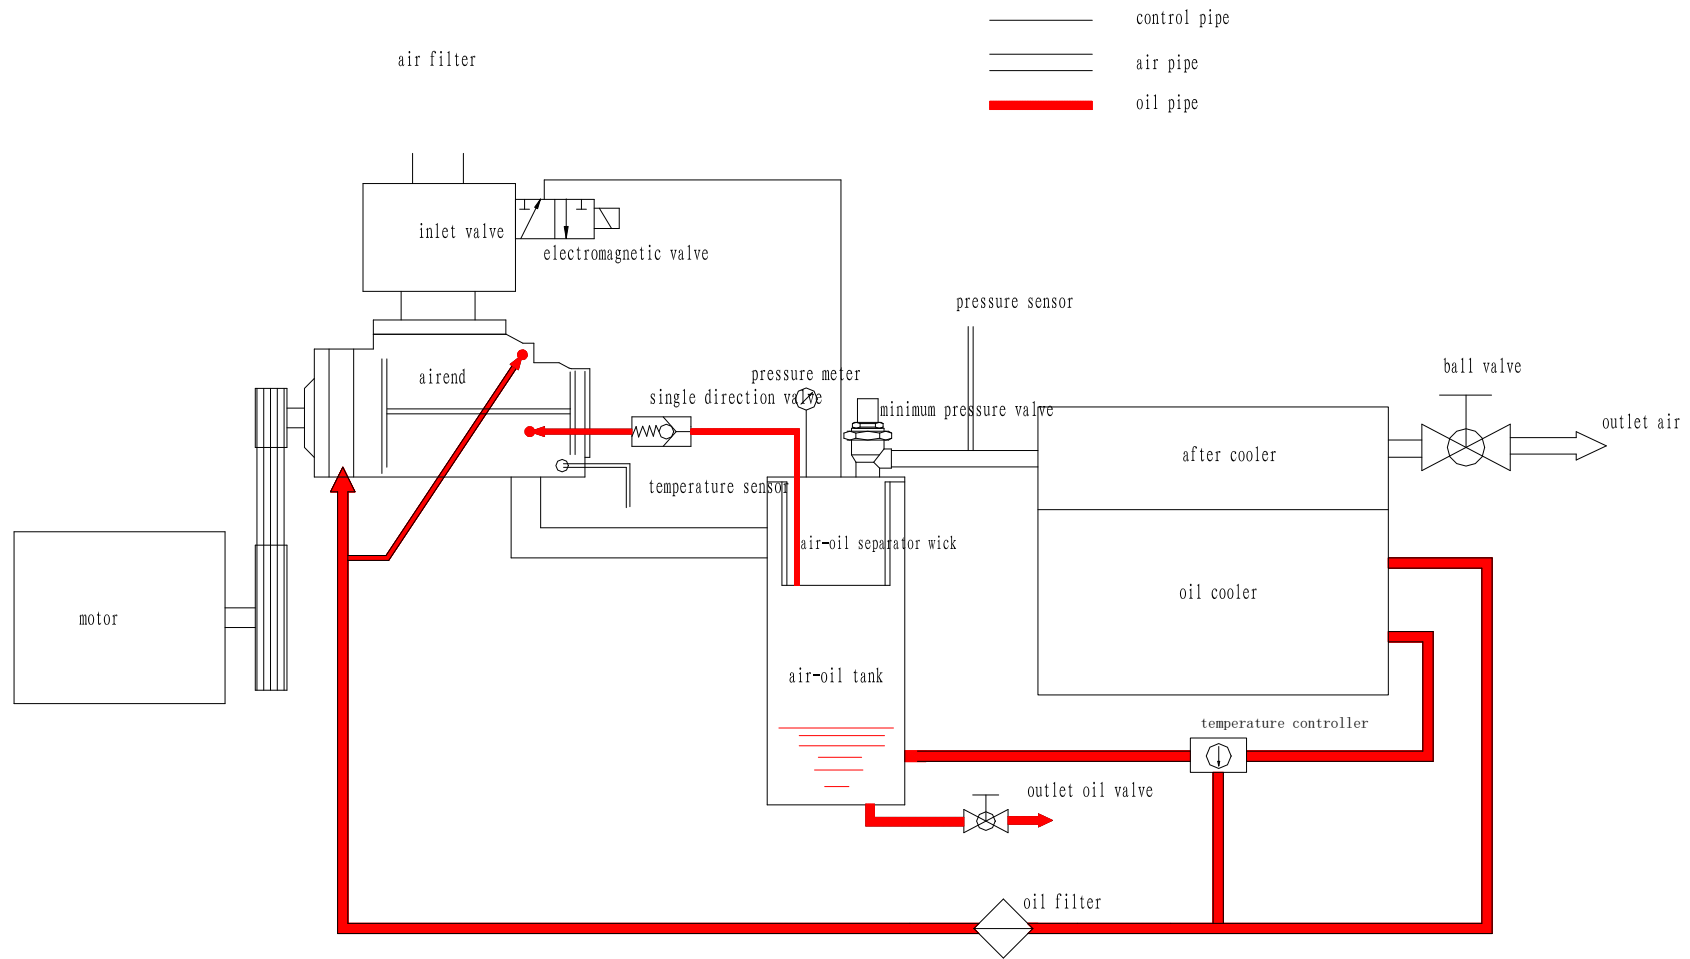 control pipe
air filter
air pipe
oil pipe
inlet valve
electromagnetic valve
pressure sensor
ball valve
airend
pressure meter
single direction valve
minimum pressure valve
outlet air
after cooler
temperature sensor
air-oil separator wick
oil cooler
motor
air-oil tank
temperature controller
outlet oil valve
oil filter